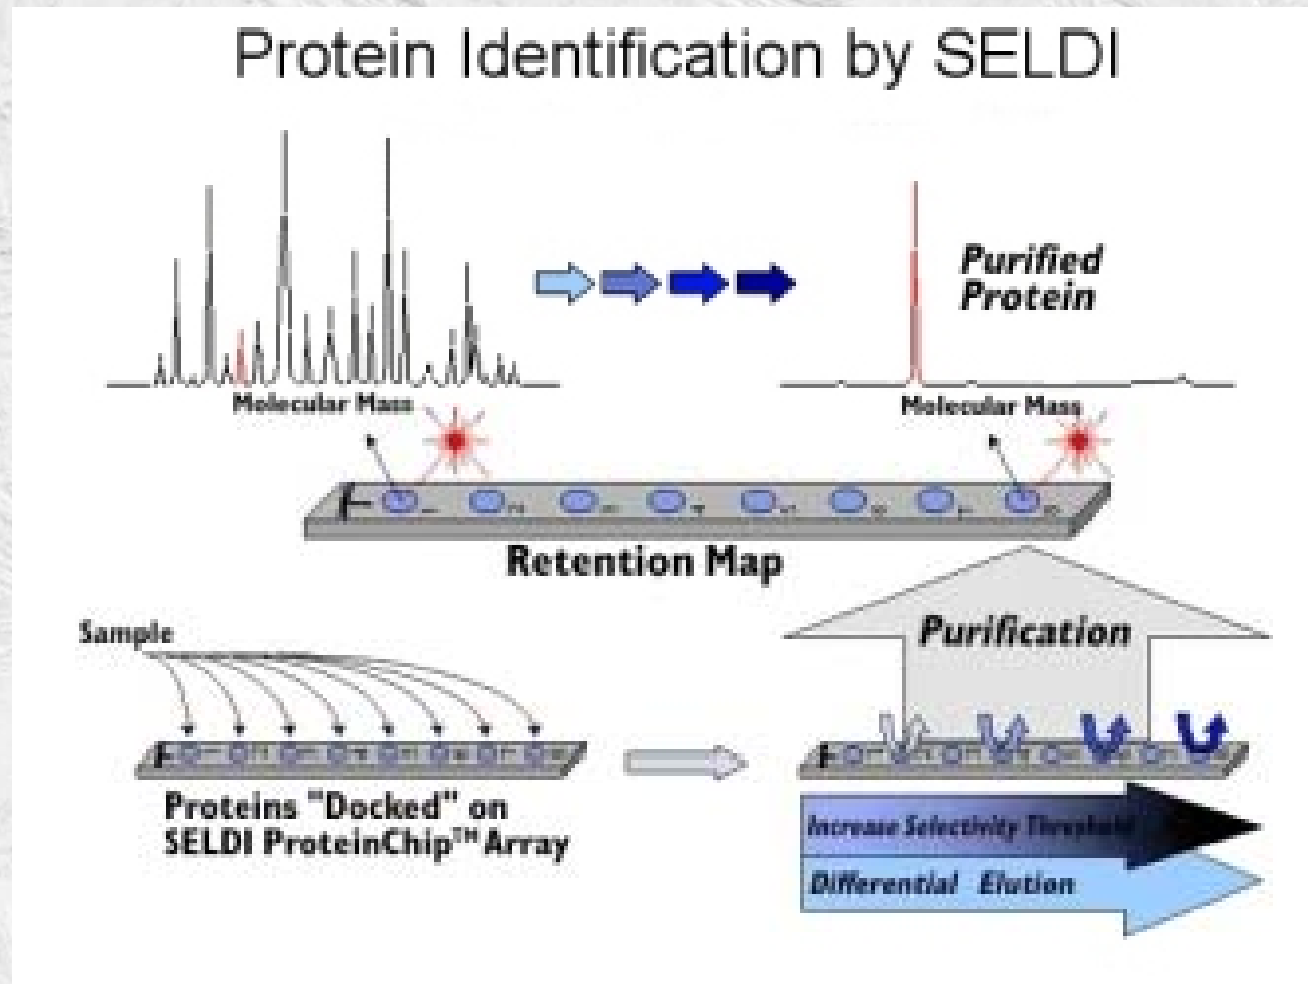 Protein Identification by SELDI
Purified
Protein
Molecular Mass
Molecular Mass
Retention Map
Sample
Purification
Proteins "Docked" on
SELDI ProteinChip™ Array
Increase Selectivity Threshold
Differential Elution